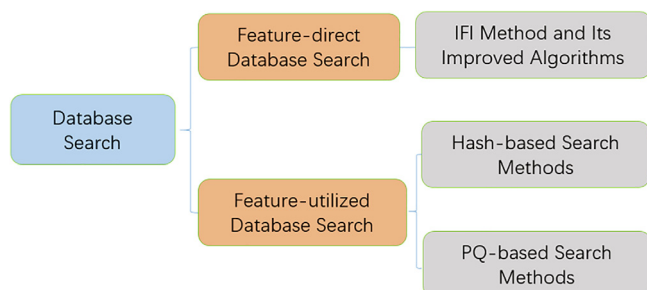 Database
Search
Feature-direct
Database Search
IFI Method and Its
Improved Algorithms
Feature-utilized
Database Search
Hash-based Search
Methods
PQ-based Search
Methods